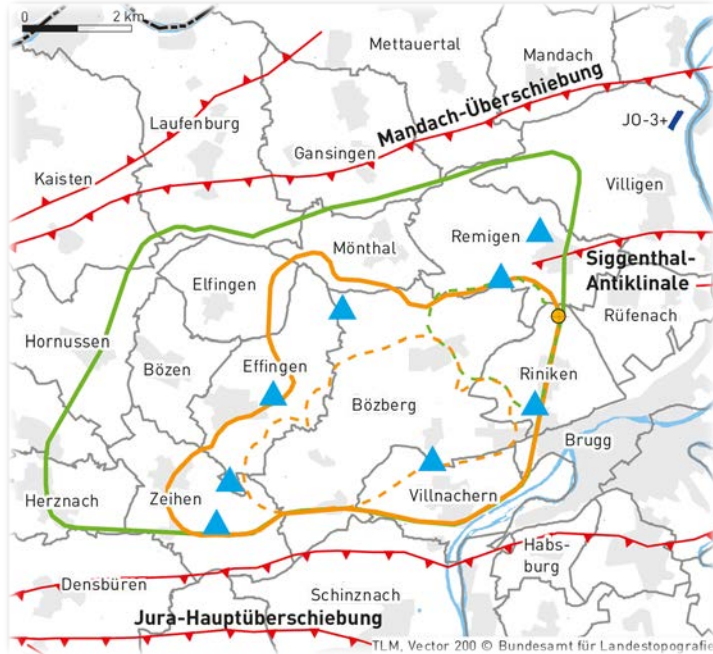 0 2 km
Mettauertal
Mandach
Mandach-Überschiebung
Laufenburg
JO-3+
Gansingen
Kaisten
Villigen
Remigen
Mönthal
Siggenthal-
Antiklinale
Elfingen
Rüfenach
Hornussen
Bözen
Effingen
Riniken
Bözberg
Brugg
Herznach
Zeihen
Villnachern
Habs-
burg
Densbüren
Schinznach
Jura-Hauptüberschiebung
TLM, Vector 200 © Bundesamt für Landestopografie